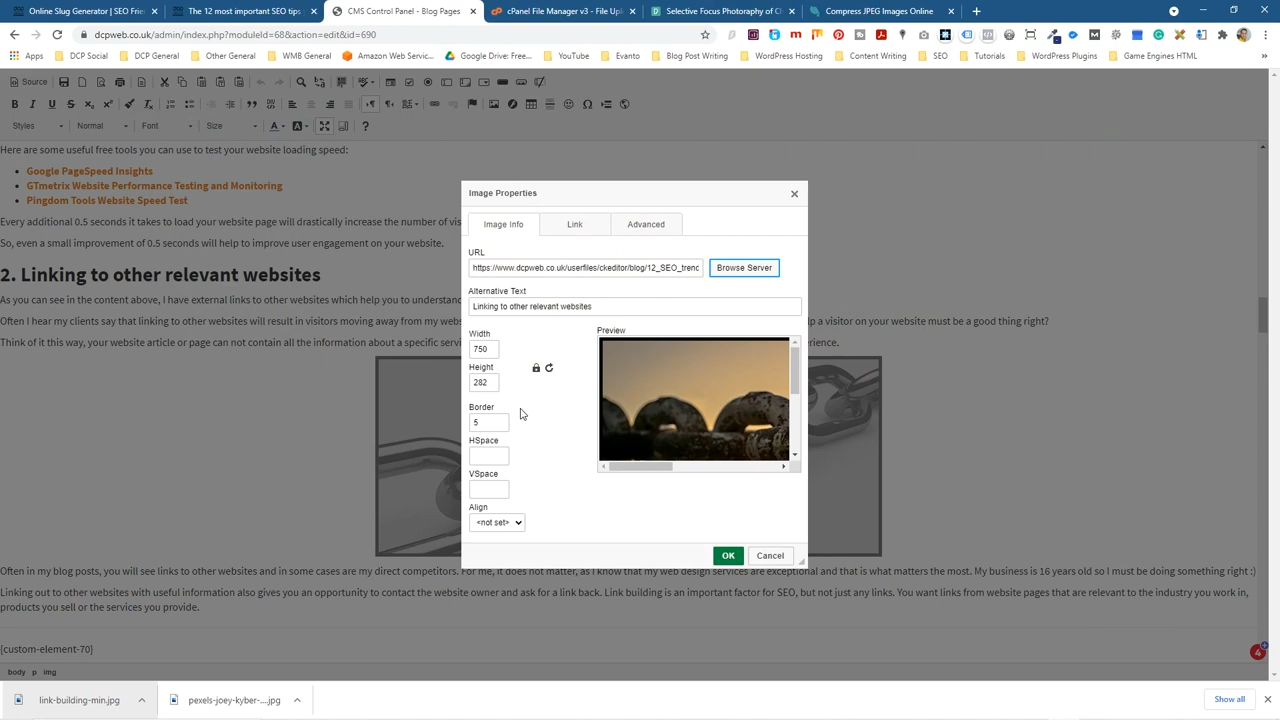 Online Slug Generator | SEO Frie
The 12 most important SEO tips
CMS Control Panel - Blog Pages
cPanel File Manager v3 - File Upl
Selective Focus Photography of Ch
Compress JPEG Images Online
dcpweb.co.uk/admin/index.php?moduleId=68&action=edit&id=690
Apps
DCP Social
DCP General
Other General
WMB General
Amazon Web Servic...
Google Drive: Free...
YouTube
Evanto
Blog Post Writing
WordPress Hosting
Content Writing
SEO
Tutorials
WordPress Plugins
Game Engines HTML
Source
Styles
Normal
Font
Size
Here are some useful free tools you can use to test your website loading speed:
Google PageSpeed Insights
GTmetrix Website Performance Testing and Monitoring
Pingdom Tools Website Speed Test
Every additional 0.5 seconds it takes to load your website page will drastically increase the number of vis
So, even a small improvement of 0.5 seconds will help to improve user engagement on your website.
2. Linking to other relevant websites
As you can see in the content above, I have external links to other websites which help you to understan
Often I hear my clients say that linking to other websites will result in visitors moving away from my webs
lp a visitor on your website must be a good thing right?
Think of it this way, your website article or page can not contain all the information about a specific serv
erience.
Image Properties
Image Info
Link
Advanced
URL
https://www.dcpweb.co.uk/userfiles/ckeditor/blog/12_SEO_trenc
Browse Server
Alternative Text
Linking to other relevant websites
Width
750
Height
282
Border
5
HSpace
VSpace
Align
<not set>
Preview
OK
Cancel
Often in my blog posts, you will see links to other websites and in some cases are my direct competitors. For me, it does not matter, as I know that my web design services are exceptional and that is what matters the most. My business is 16 years old so I must be doing something right :)
Linking out to other websites with useful information also gives you an opportunity to contact the website owner and ask for a link back. Link building is an important factor for SEO, but not just any links. You want links from website pages that are relevant to the industry you work in,
products you sell or the services you provide.
{custom-element-70}
body p img
4
link-building-min.jpg
pexels-joey-kyber-....jpg
Show all